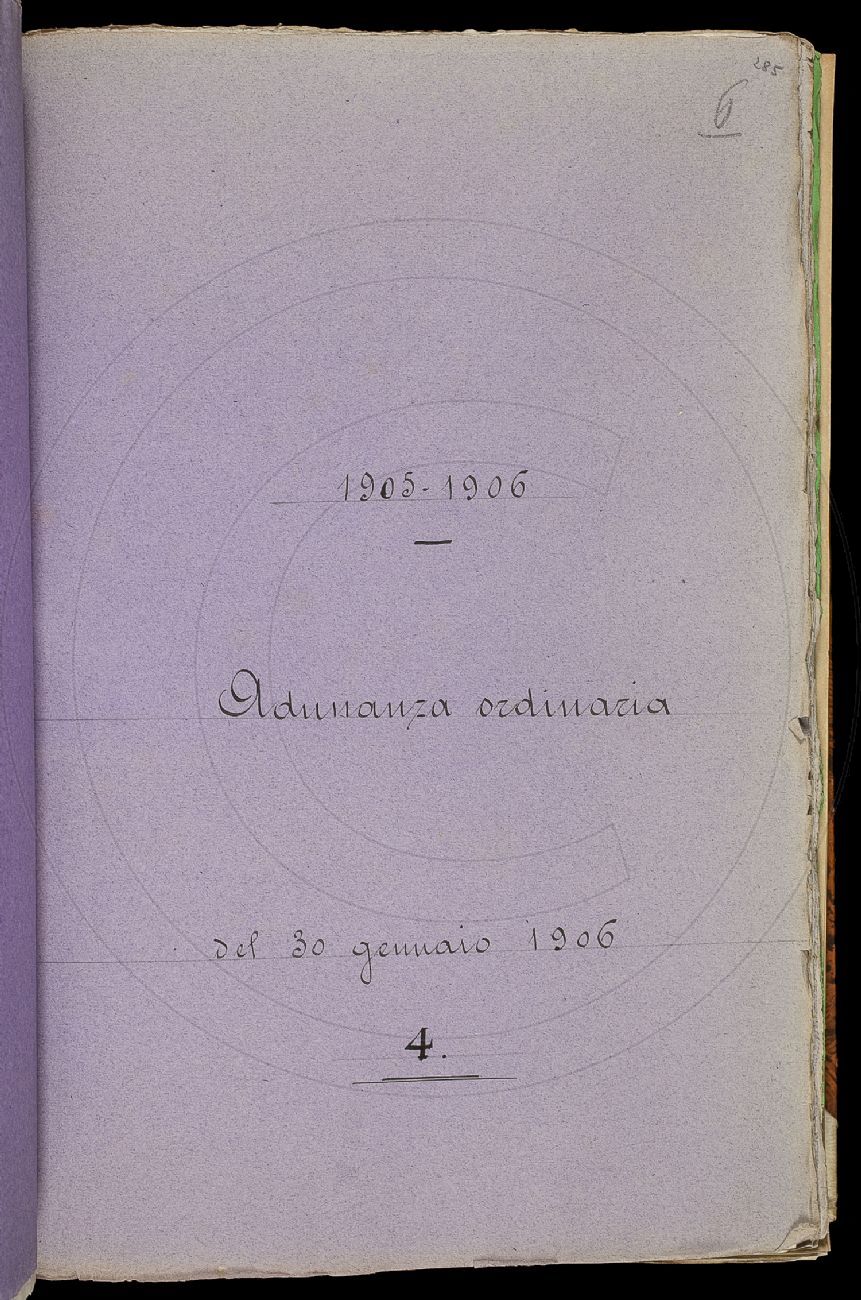 285
6
1905-1906
Adunanza ordinaria
del 30 gennaio 1906
4.